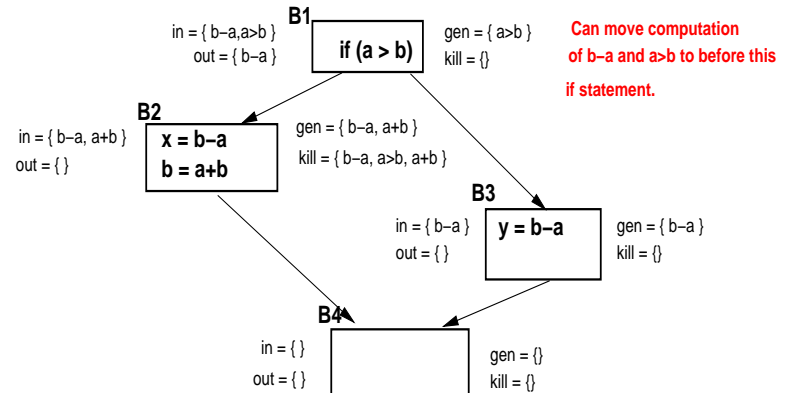 B1
in = { b–a,a>b }
out = { b–a }
if (a > b)
gen = { a>b }
kill = {}
Can move computation
of b–a and a>b to before this
if statement.
B2
in = { b–a, a+b }
out = { }
x = b–a
b = a+b
gen = { b–a, a+b }
kill = { b–a, a>b, a+b }
B3
in = { b–a }
out = { }
y = b–a
gen = { b–a }
kill = {}
B4
in = { }
out = { }
gen = {}
kill = {}